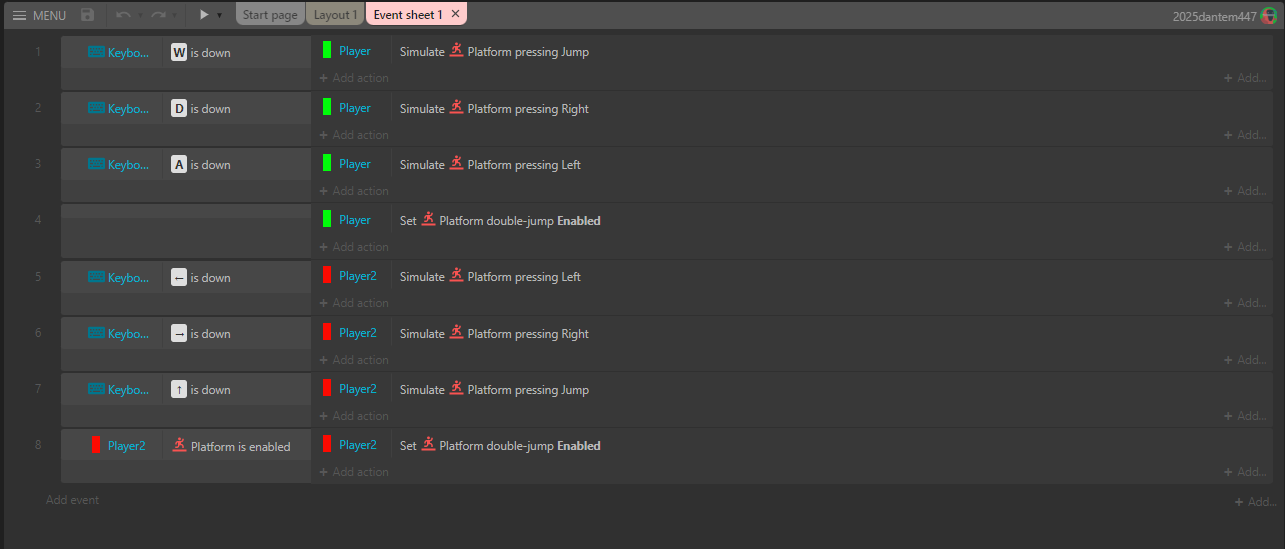 MENU Start page Layout 1 Event sheet 1 × 2025dantem447
1 Keybo... W is down Player Simulate Platform pressing Jump
+ Add action + Add...
2 Keybo... D is down Player Simulate Platform pressing Right
+ Add action + Add...
3 Keybo... A is down Player Simulate Platform pressing Left
+ Add action + Add...
4 Player Set Platform double-jump Enabled
+ Add action + Add...
5 Keybo... ← is down Player2 Simulate Platform pressing Left
+ Add action + Add...
6 Keybo... → is down Player2 Simulate Platform pressing Right
+ Add action + Add...
7 Keybo... ↑ is down Player2 Simulate Platform pressing Jump
+ Add action + Add...
8 Player2 Platform is enabled Player2 Set Platform double-jump Enabled
+ Add action + Add...
Add event + Add...